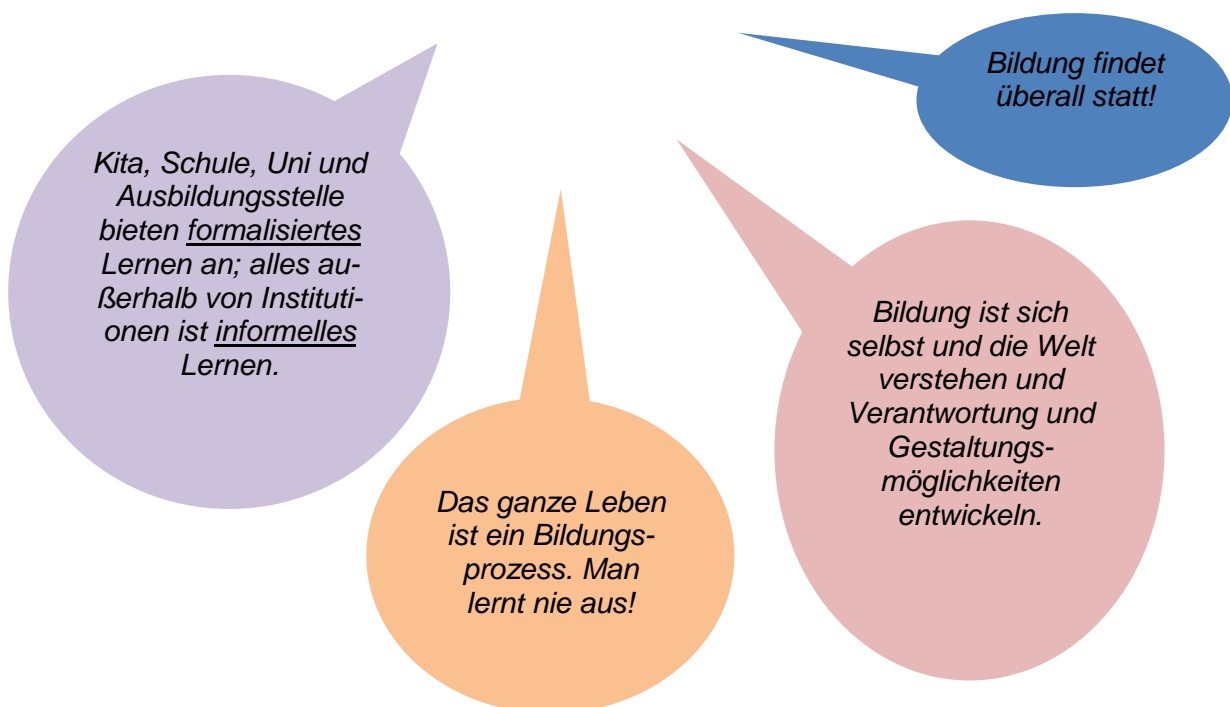 Bildung findet
überall statt!
Kita, Schule, Uni und
Ausbildungsstelle
bieten formalisiertes
Lernen an; alles au-
ßerhalb von Instituti-
onen ist informelles
Lernen.
Bildung ist sich
selbst und die Welt
verstehen und
Verantwortung und
Gestaltungs-
möglichkeiten
entwickeln.
Das ganze Leben
ist ein Bildungs-
prozess. Man
lernt nie aus!